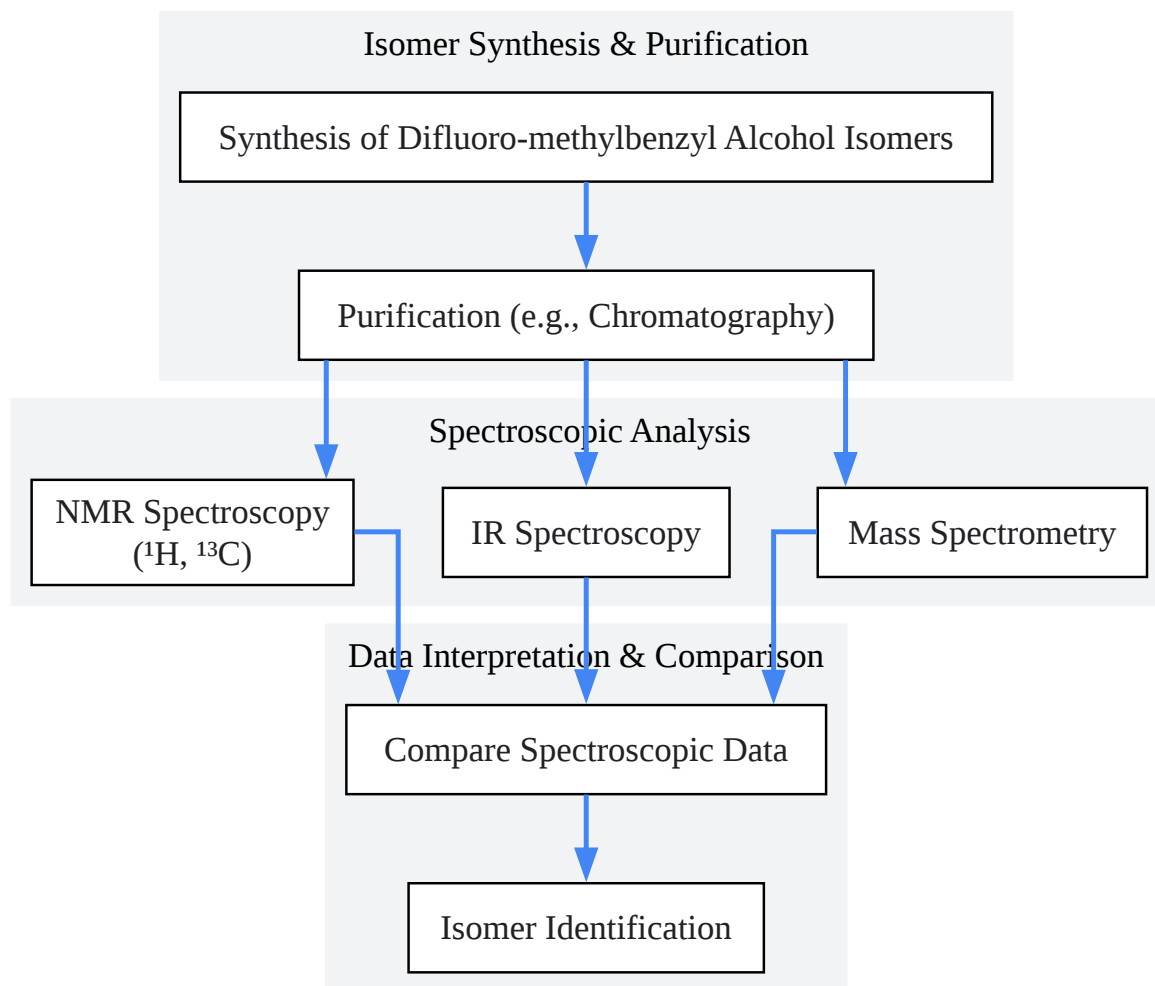 Isomer Synthesis & Purification
Synthesis of Difluoro-methylbenzyl Alcohol Isomers
Purification (e.g., Chromatography)
Spectroscopic Analysis
NMR Spectroscopy
(¹H, ¹³C)
IR Spectroscopy
Mass Spectrometry
Data Interpretation & Comparison
Compare Spectroscopic Data
Isomer Identification